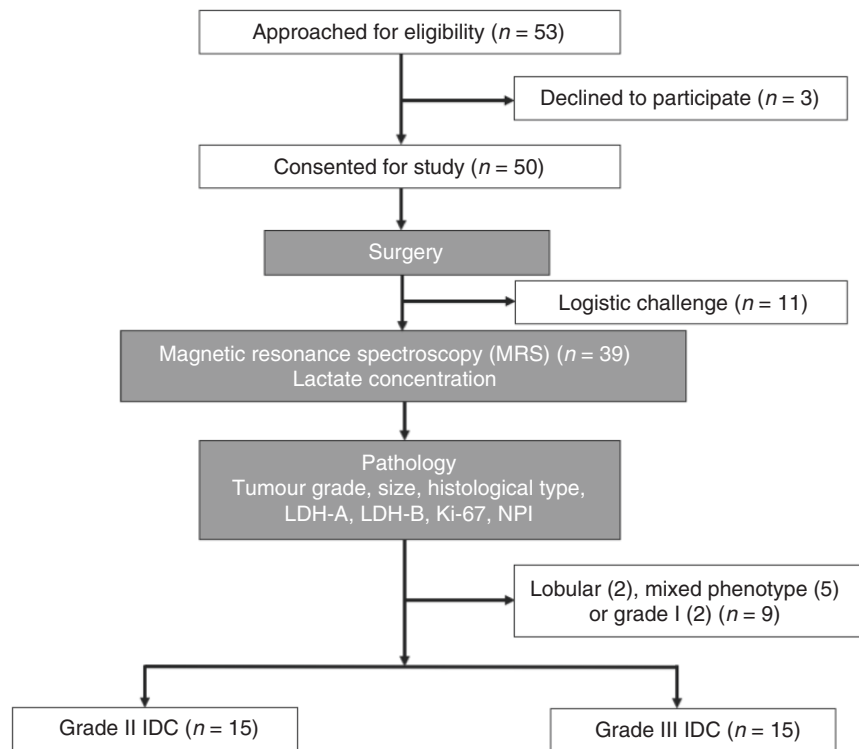 Approached for eligibility (n = 53)
Declined to participate (n = 3)
Consented for study (n = 50)
Surgery
Logistic challenge (n = 11)
Magnetic resonance spectroscopy (MRS) (n = 39)
Lactate concentration
Pathology
Tumour grade, size, histological type,
LDH-A, LDH-B, Ki-67, NPI
Lobular (2), mixed phenotype (5)
or grade I (2) (n = 9)
Grade II IDC (n = 15)
Grade III IDC (n = 15)